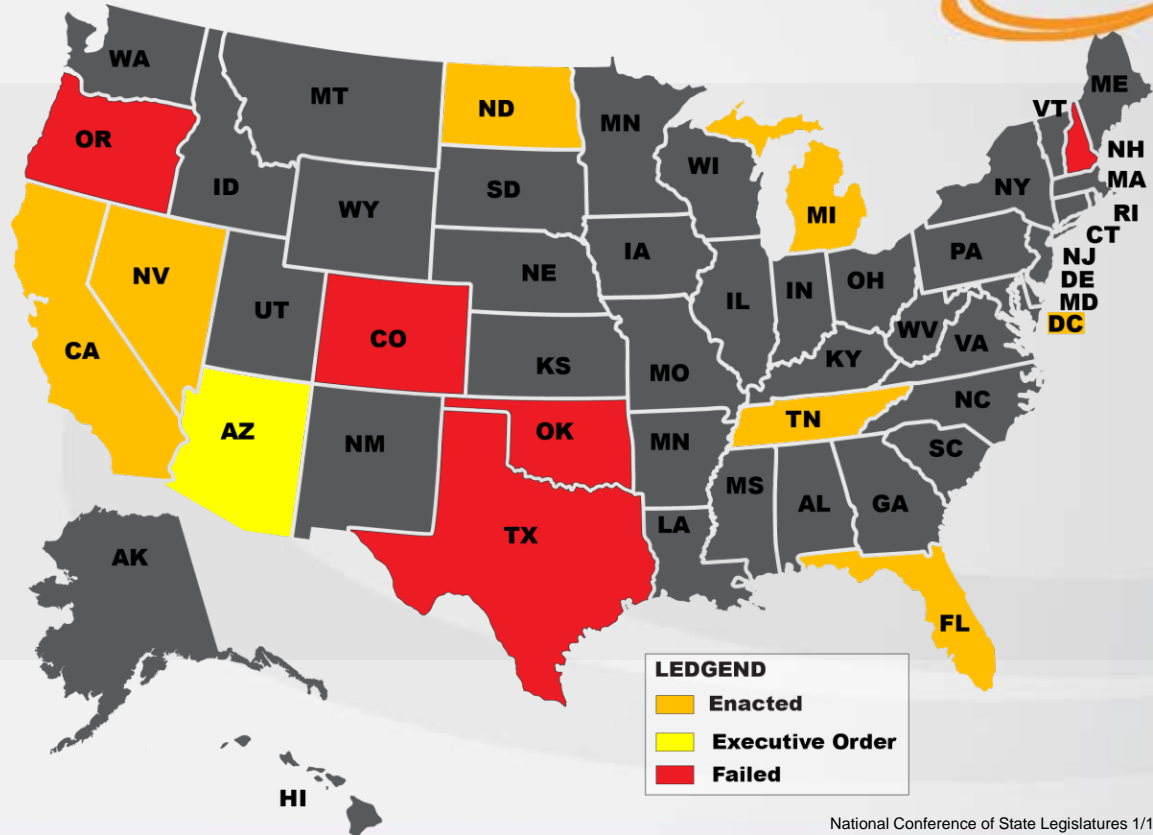 WA
MT
ND
MN
ME
VT
OR
ID
SD
WI
NH
NY
MA
WY
MI
RI
CT
IA
PA
NJ
NV
NE
IN
OH
DE
UT
IL
MD
CO
WV
DC
CA
KS
KY
VA
MO
AZ
NM
OK
TN
NC
MN
SC
MS
AL
GA
TX
LA
AK
FL
LEDGEND
Enacted
Executive Order
Failed
HI
National Conference of State Legislatures 1/1